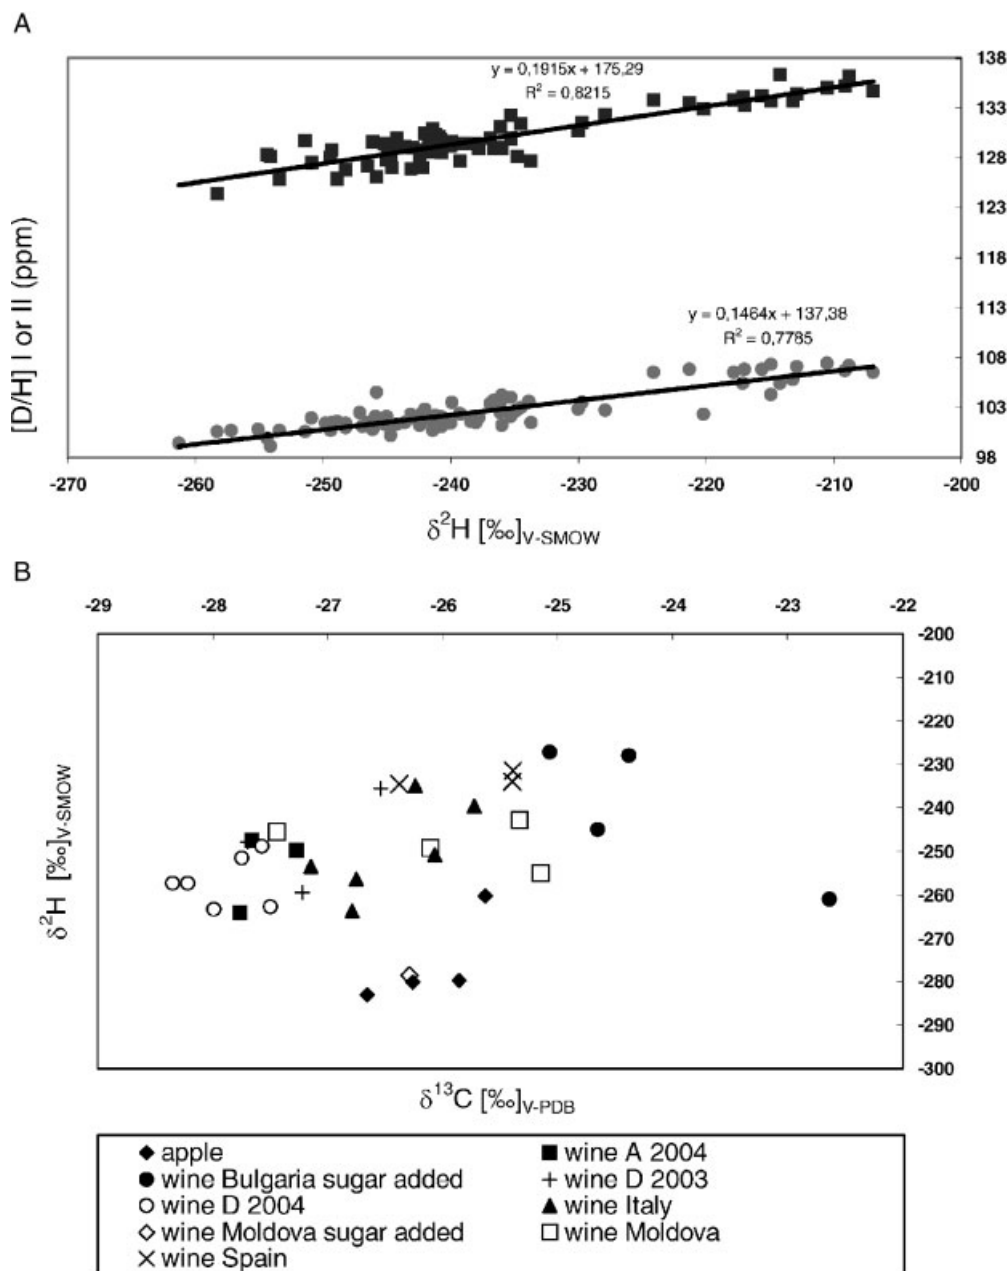 A
y = 0,1915x + 175,29
R² = 0,8215
138
133
128
123
118
113
108
103
98
y = 0,1464x + 137,38
R² = 0,7785
[D/H] I or II (ppm)
-270 -260 -250 -240 -230 -220 -210 -200
δ²H [‰]V-SMOW
B
-29 -28 -27 -26 -25 -24 -23 -22
-200
-210
-220
-230
-240
-250
-260
-270
-280
-290
-300
δ²H [‰]V-SMOW
δ¹³C [‰]V-PDB
apple
wine A 2004
wine Bulgaria sugar added
wine D 2003
wine D 2004
wine Italy
wine Moldova sugar added
wine Moldova
wine Spain